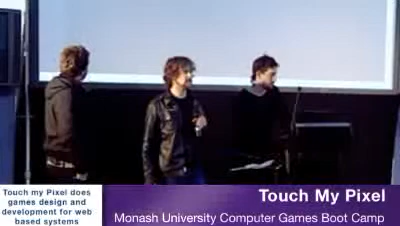 Touch my Pixel does
games design and
development for web
based systems
Touch My Pixel
Monash University Computer Games Boot Camp